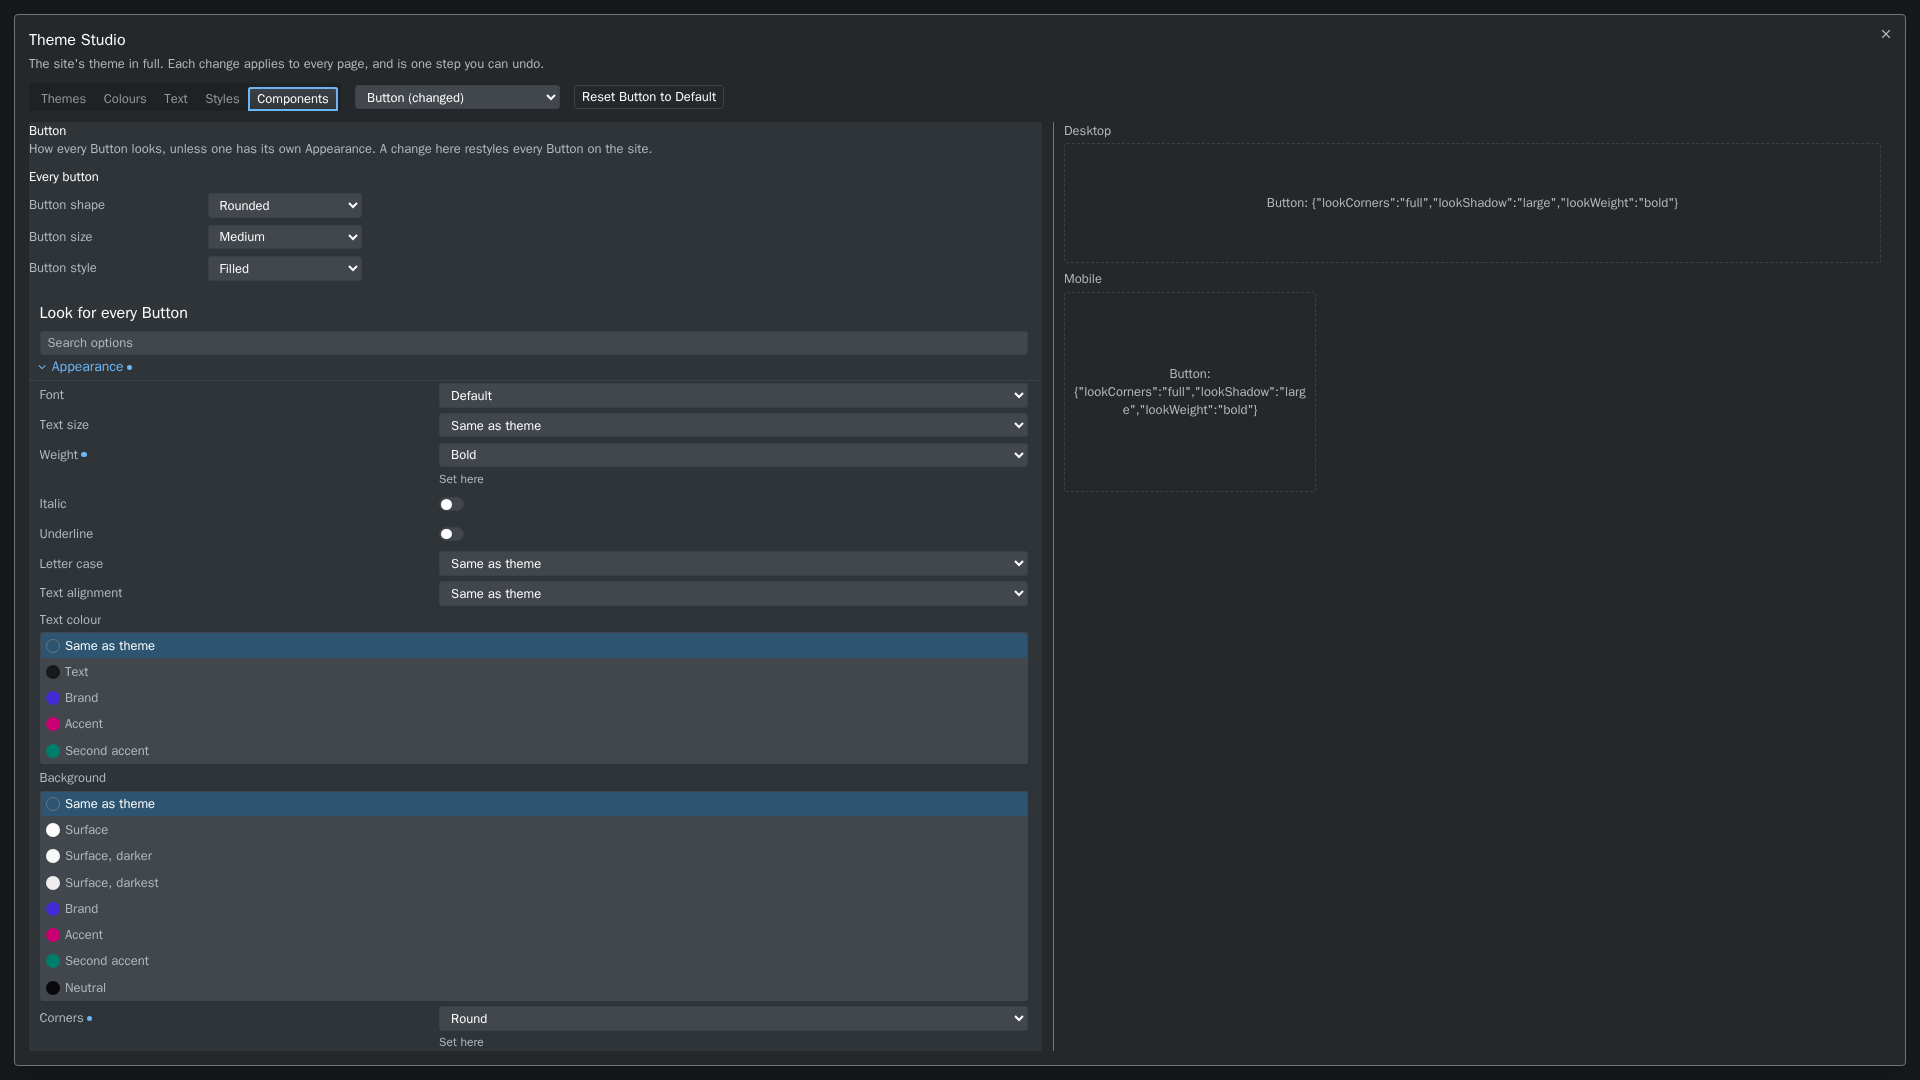 Theme Studio
The site's theme in full. Each change applies to every page, and is one step you can undo.
Themes Colours Text Styles Components Button (changed) Reset Button to Default
Button
How every Button looks, unless one has its own Appearance. A change here restyles every Button on the site.
Every button
Button shape Rounded
Button size Medium
Button style Filled
Look for every Button
Search options
Appearance
Font Default
Text size Same as theme
Weight Bold
Set here
Italic
Underline
Letter case Same as theme
Text alignment Same as theme
Text colour
Same as theme
Text
Brand
Accent
Second accent
Background
Same as theme
Surface
Surface, darker
Surface, darkest
Brand
Accent
Second accent
Neutral
Corners Round
Set here
Desktop
Button: {"lookCorners":"full","lookShadow":"large","lookWeight":"bold"}
Mobile
Button:
{"lookCorners":"full","lookShadow":"larg
e","lookWeight":"bold"}